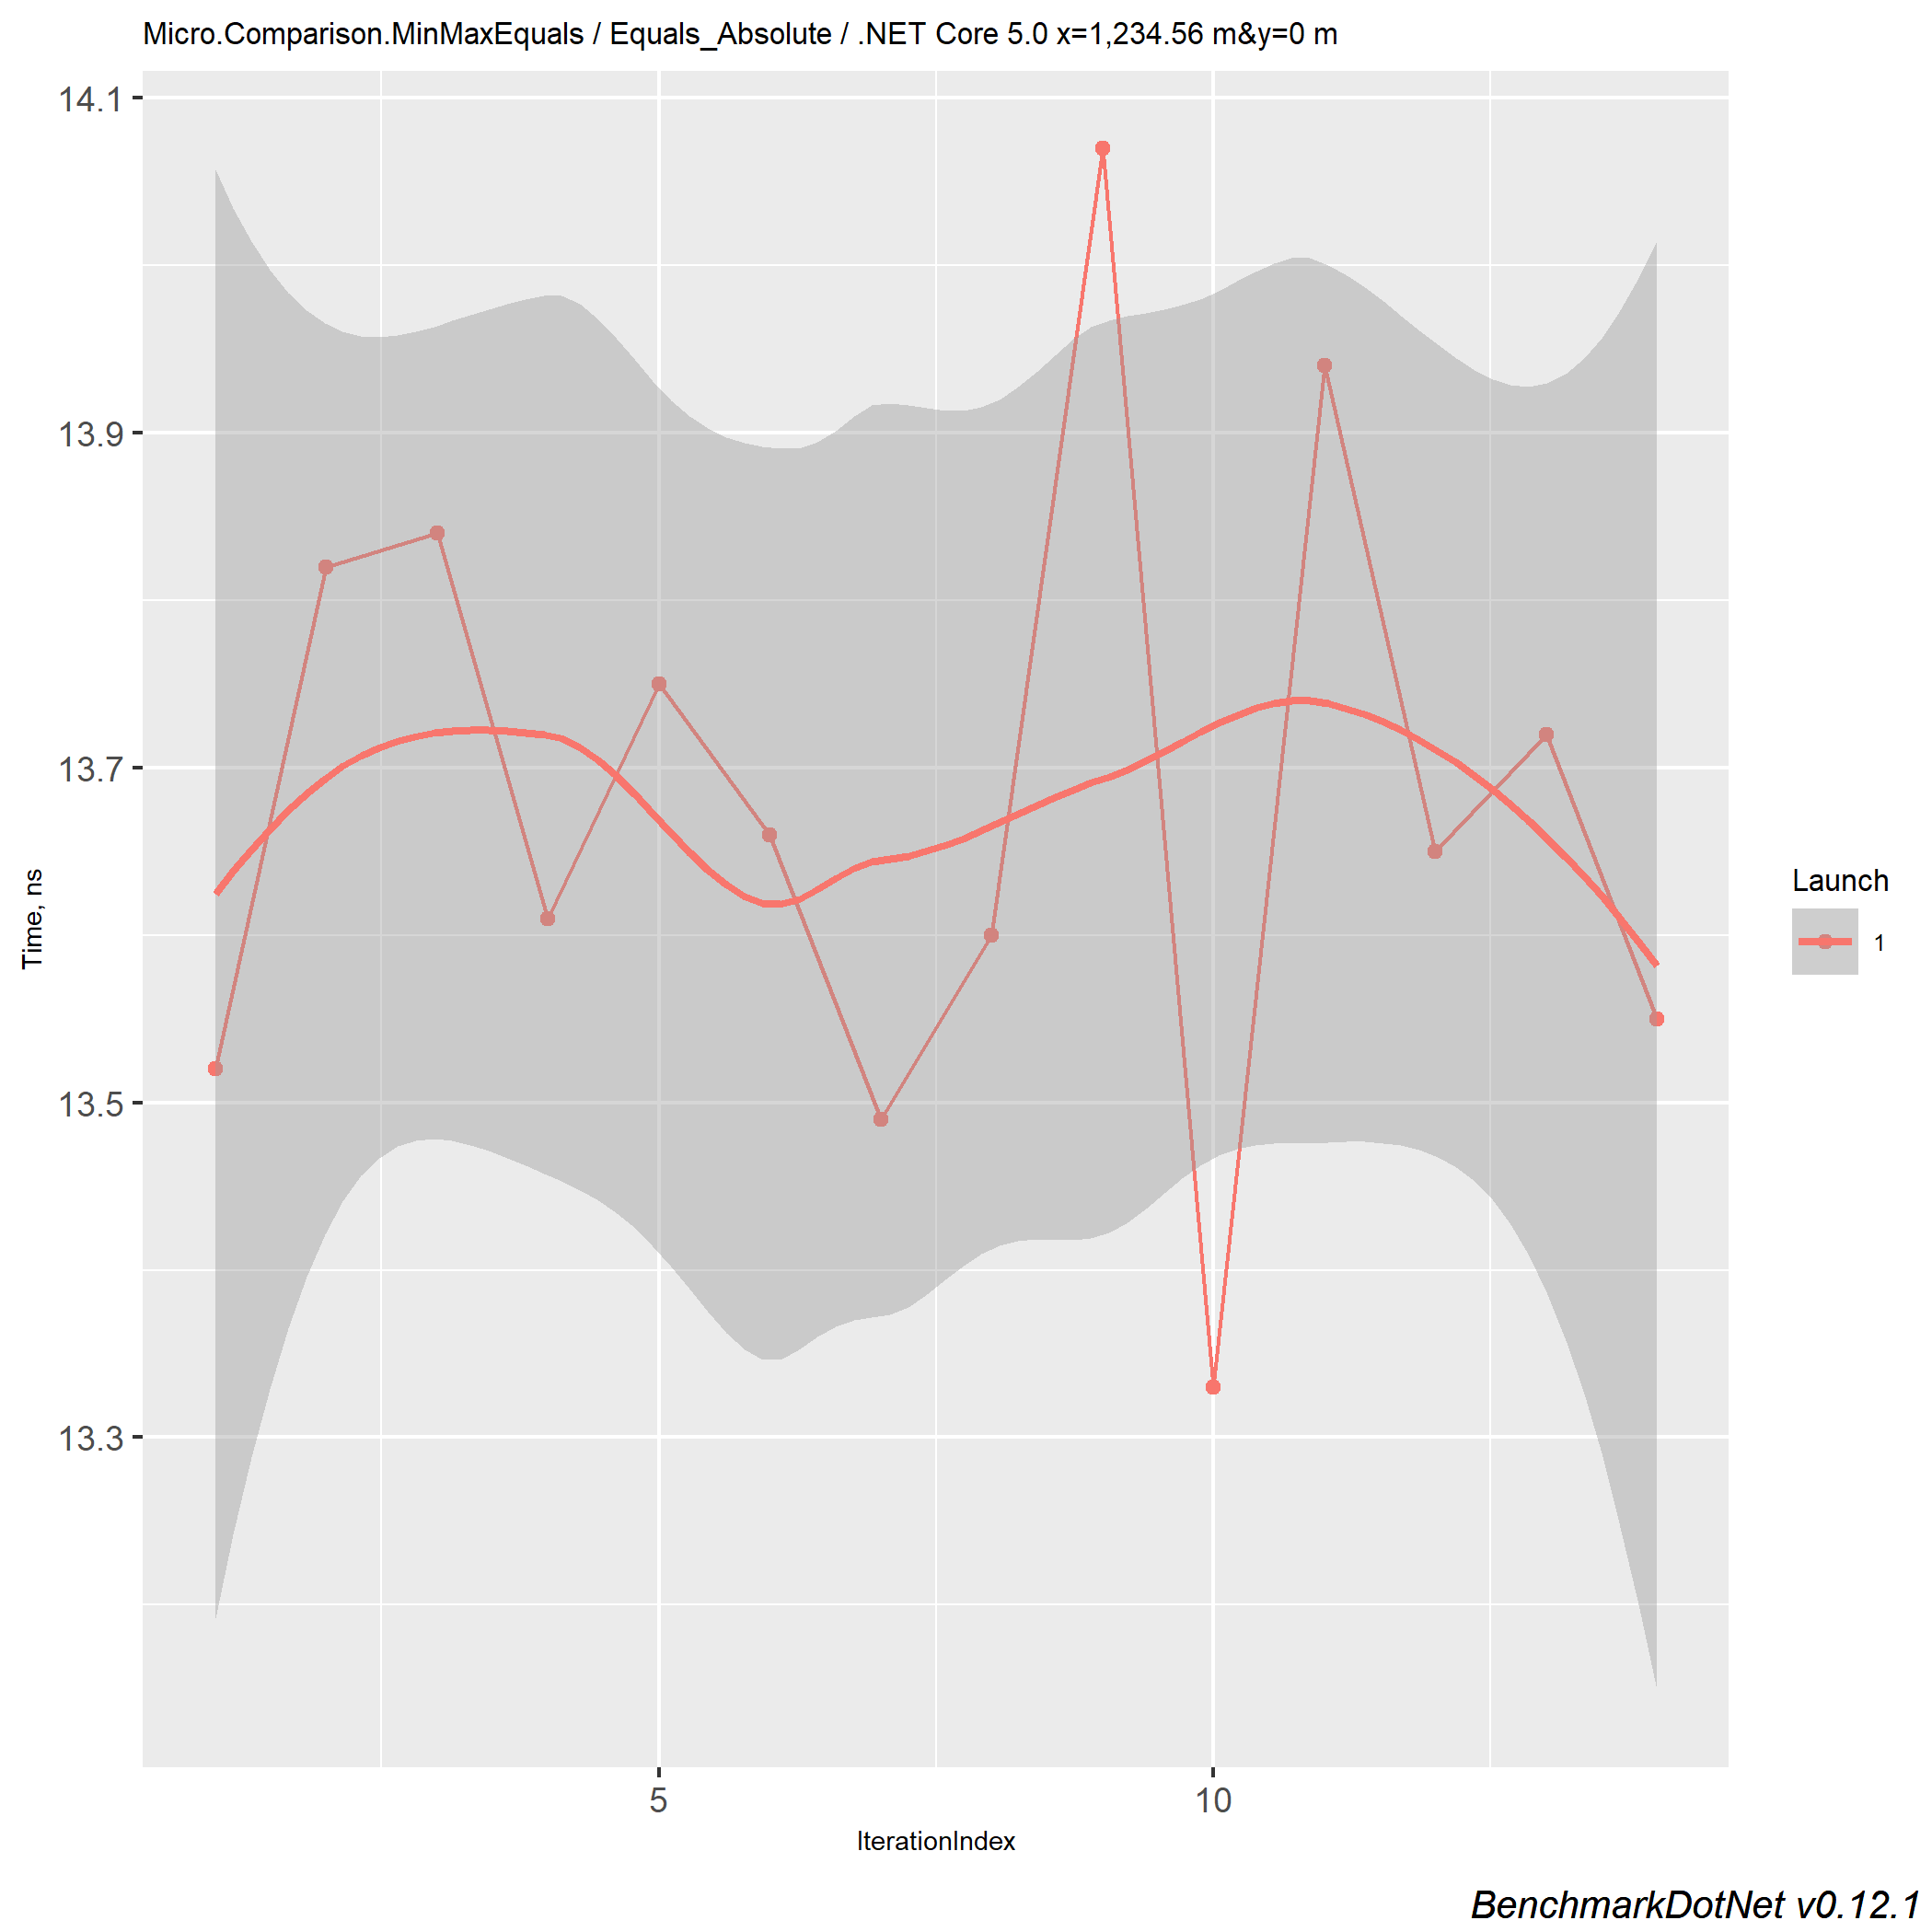 Micro.Comparison.MinMaxEquals / Equals_Absolute / .NET Core 5.0 x=1,234.56 m&y=0 m
14.1
13.9
13.7
13.5
13.3
Time, ns
5
10
IterationIndex
Launch
1
BenchmarkDotNet v0.12.1